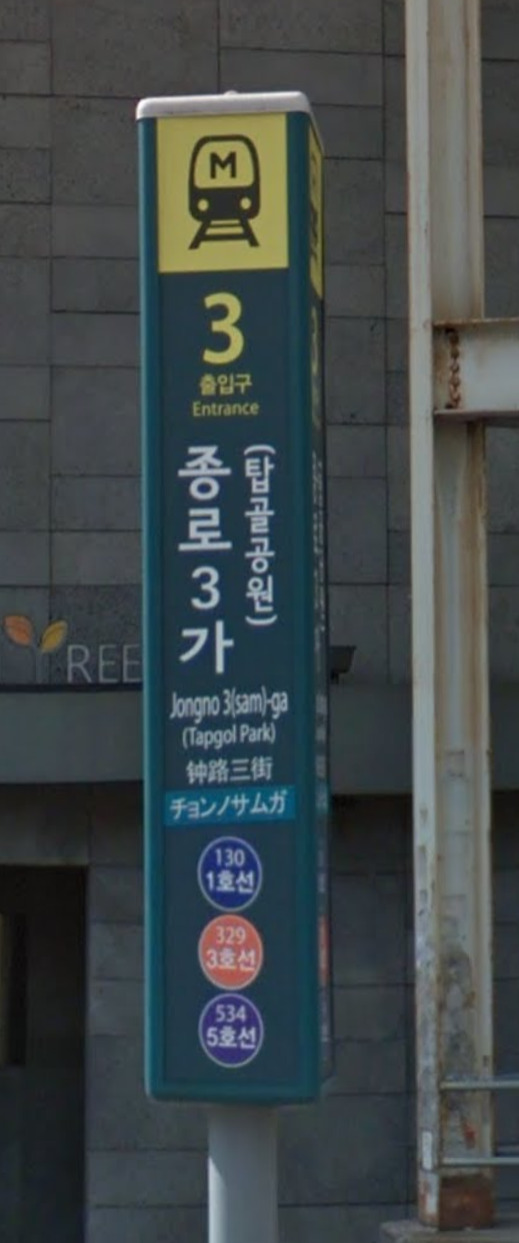 M
3
출입구
Entrance
종로3가
(탑골공원)
Jongno 3(sam)-ga
(Tapgol Park)
钟路三街
チョンノサムガ
130
1호선
329
3호선
534
5호선
REE